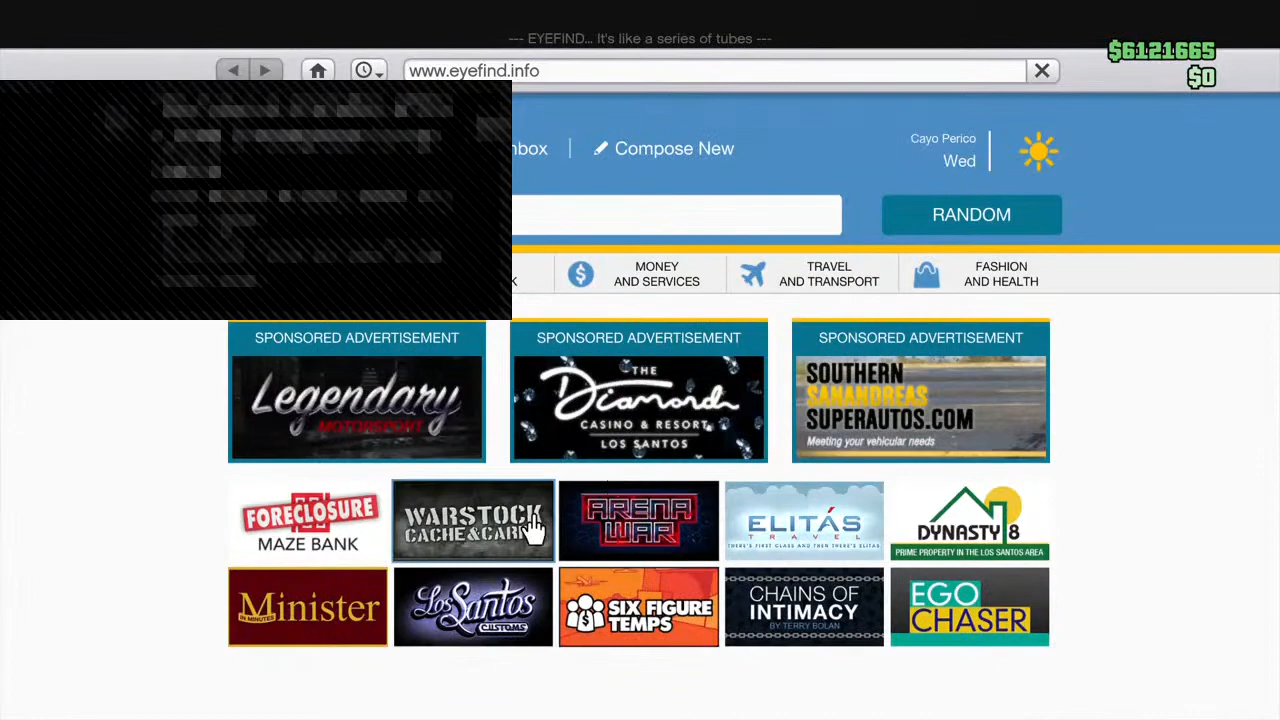 --- EYEFIND... It's like a series of tubes ---
$6121665
$0
www.eyefind.info
Compose New
Cayo Perico
Wed
RANDOM
MONEY
AND SERVICES
TRAVEL
AND TRANSPORT
FASHION
AND HEALTH
SPONSORED ADVERTISEMENT
Legendary
MOTORSPORT
SPONSORED ADVERTISEMENT
THE
Diamond
CASINO & RESORT
LOS SANTOS
SPONSORED ADVERTISEMENT
SOUTHERN
SANANDREAS
SUPERAUTOS.COM
Meeting your vehicular needs
FORECLOSURE
MAZE BANK
WARSTOCK
CACHE&CARRY
ARENA
WAR
ELITÁS
TRAVEL
THERE'S FIRST CLASS AND THEN THERE'S ELITÁS
DYNASTY 8
PRIME PROPERTY IN THE LOS SANTOS AREA
Minister
IN MINUTES
Los Santos
CUSTOMS
SIX FIGURE
TEMPS
CHAINS OF
INTIMACY
BY TERRY BOLAN
EGO
CHASER